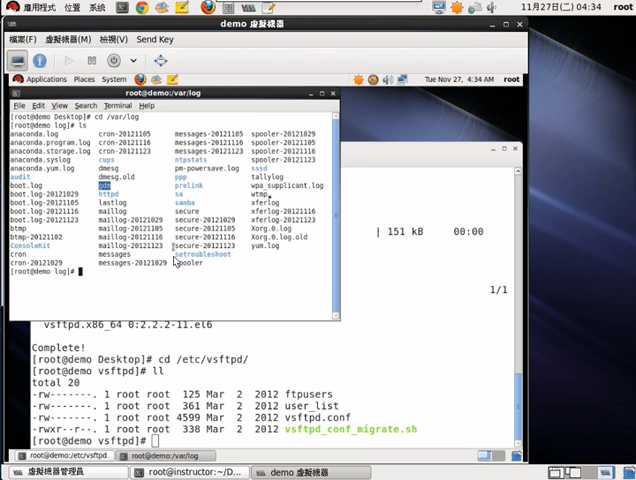 應用程式 位置 系統 11月27日(二) 04:34 root
demo 虛擬機器
檔案(F) 虛擬機器(M) 檢視(V) Send Key
Applications Places System Tue Nov 27, 4:34 AM root
root@demo:/var/log
File Edit View Search Terminal Help
[root@demo Desktop]# cd /var/log
[root@demo log]# ls
anaconda.log cron-20121105 messages-20121105 spooler-20121029
anaconda.program.log cron-20121116 messages-20121116 spooler-20121105
anaconda.storage.log cron-20121123 messages-20121123 spooler-20121116
anaconda.syslog cups ntpstats spooler-20121123
anaconda.yum.log dmesg pm-powersave.log sssd
audit dmesg.old ppp tallylog
boot.log gdm prelink wpa_supplicant.log
boot.log-20121029 httpd sa wtmp
boot.log-20121105 lastlog samba xferlog
boot.log-20121116 maillog secure xferlog-20121116
boot.log-20121123 maillog-20121029 secure-20121029 xferlog-20121123
btmp maillog-20121105 secure-20121105 Xorg.0.log
btmp-20121102 maillog-20121116 secure-20121116 Xorg.0.log.old
ConsoleKit maillog-20121123 secure-20121123 yum.log
cron messages setroubleshoot
cron-20121029 messages-20121029 spooler
[root@demo log]#
| 151 kB 00:00
1/1
vsftpd.x86_64 0:2.2.2-11.el6
Complete!
[root@demo Desktop]# cd /etc/vsftpd/
[root@demo vsftpd]# ll
total 20
-rw-------. 1 root root 125 Mar 2 2012 ftpusers
-rw-------. 1 root root 361 Mar 2 2012 user_list
-rw-------. 1 root root 4599 Mar 2 2012 vsftpd.conf
-rwxr--r--. 1 root root 338 Mar 2 2012 vsftpd_conf_migrate.sh
[root@demo vsftpd]#
root@demo:/etc/vsftpd root@demo:/var/log
虛擬機器管理員 root@instructor:~/D... demo 虛擬機器